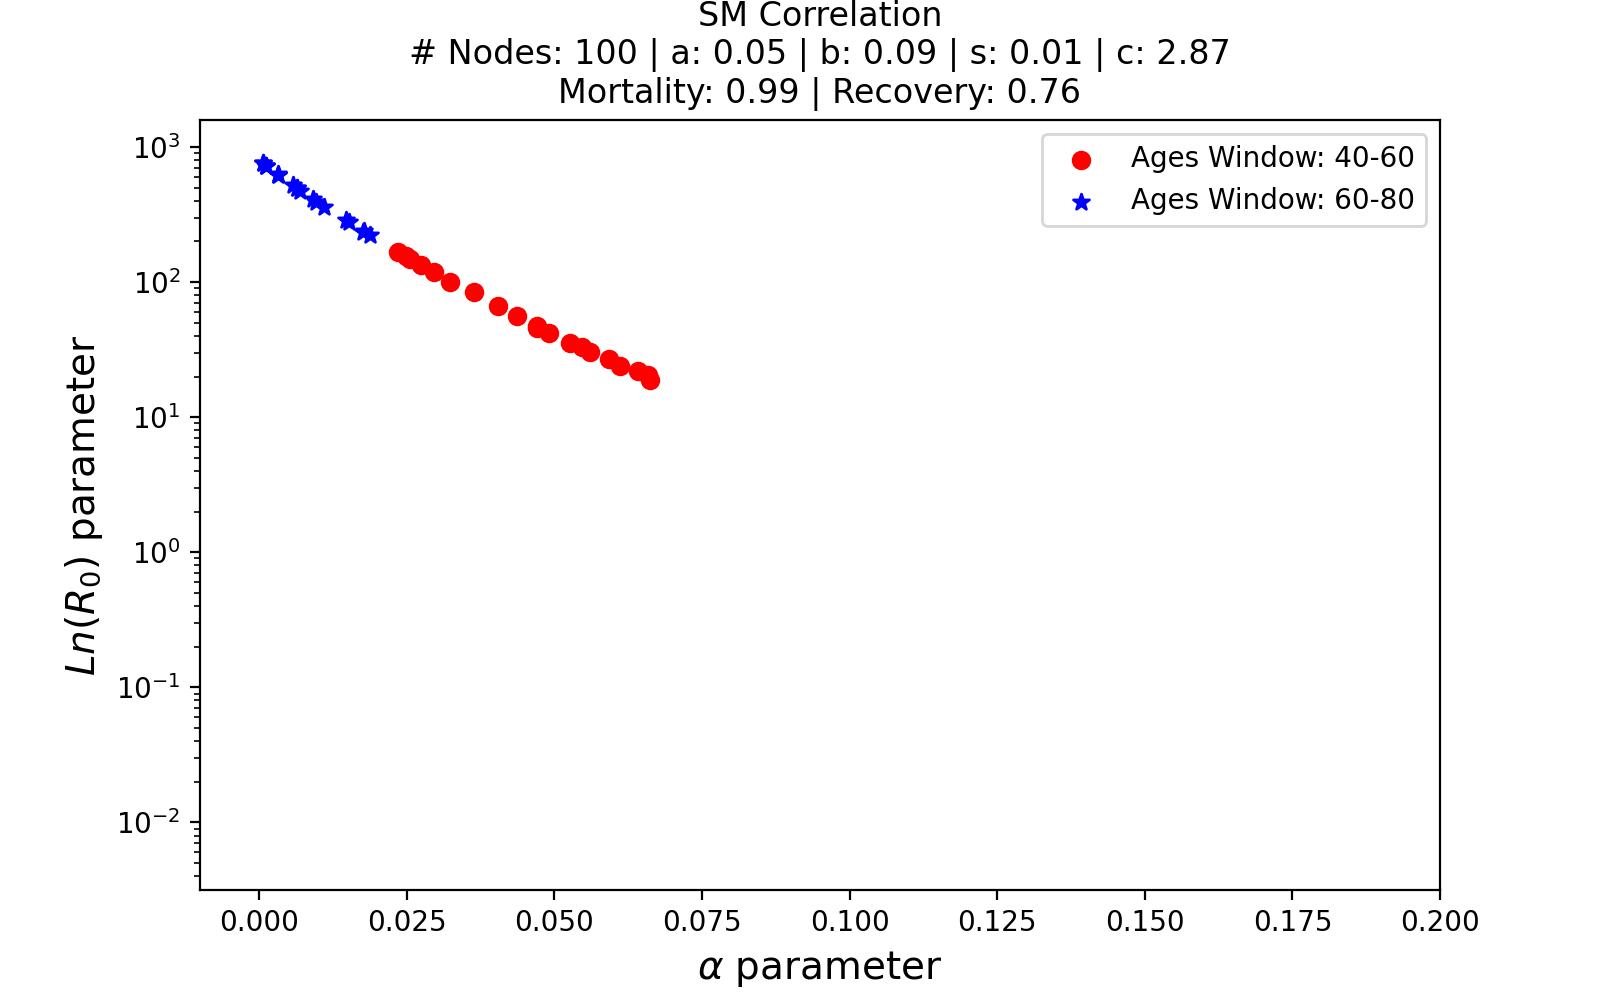 SM Correlation
# Nodes: 100 | a: 0.05 | b: 0.09 | s: 0.01 | c: 2.87
Mortality: 0.99 | Recovery: 0.76
Ages Window: 40-60
Ages Window: 60-80
Ln(R₀) parameter
10³
10²
10¹
10⁰
10⁻¹
10⁻²
0.000 0.025 0.050 0.075 0.100 0.125 0.150 0.175 0.200
α parameter